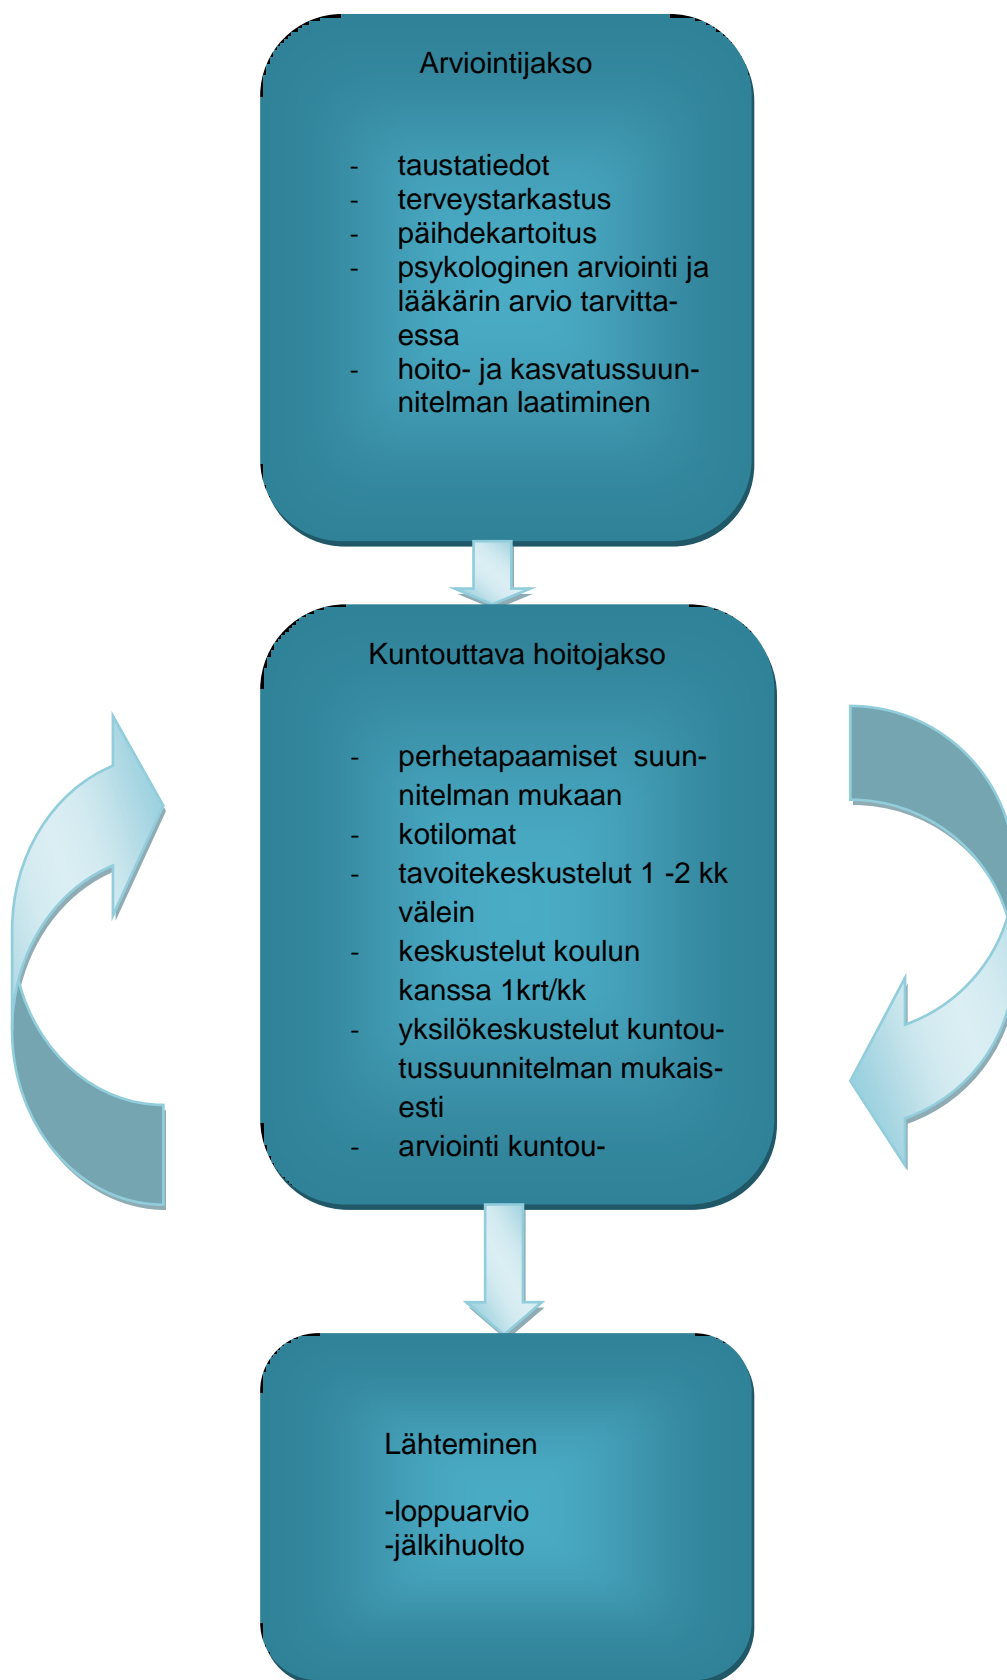 Arviointijakso
- taustatiedot
- terveystarkastus
- päihdekartoitus
- psykologinen arviointi ja
lääkärin arvio tarvitta-
essa
- hoito- ja kasvatussuun-
nitelman laatiminen
Kuntouttava hoitojakso
- perhetapaamiset  suun-
nitelman mukaan
- kotilomat
- tavoitekeskustelut 1 -2 kk
välein
- keskustelut koulun
kanssa 1krt/kk
- yksilökeskustelut kuntou-
tussuunnitelman mukais-
esti
- arviointi kuntou-
Lähteminen
-loppuarvio
-jälkihuolto